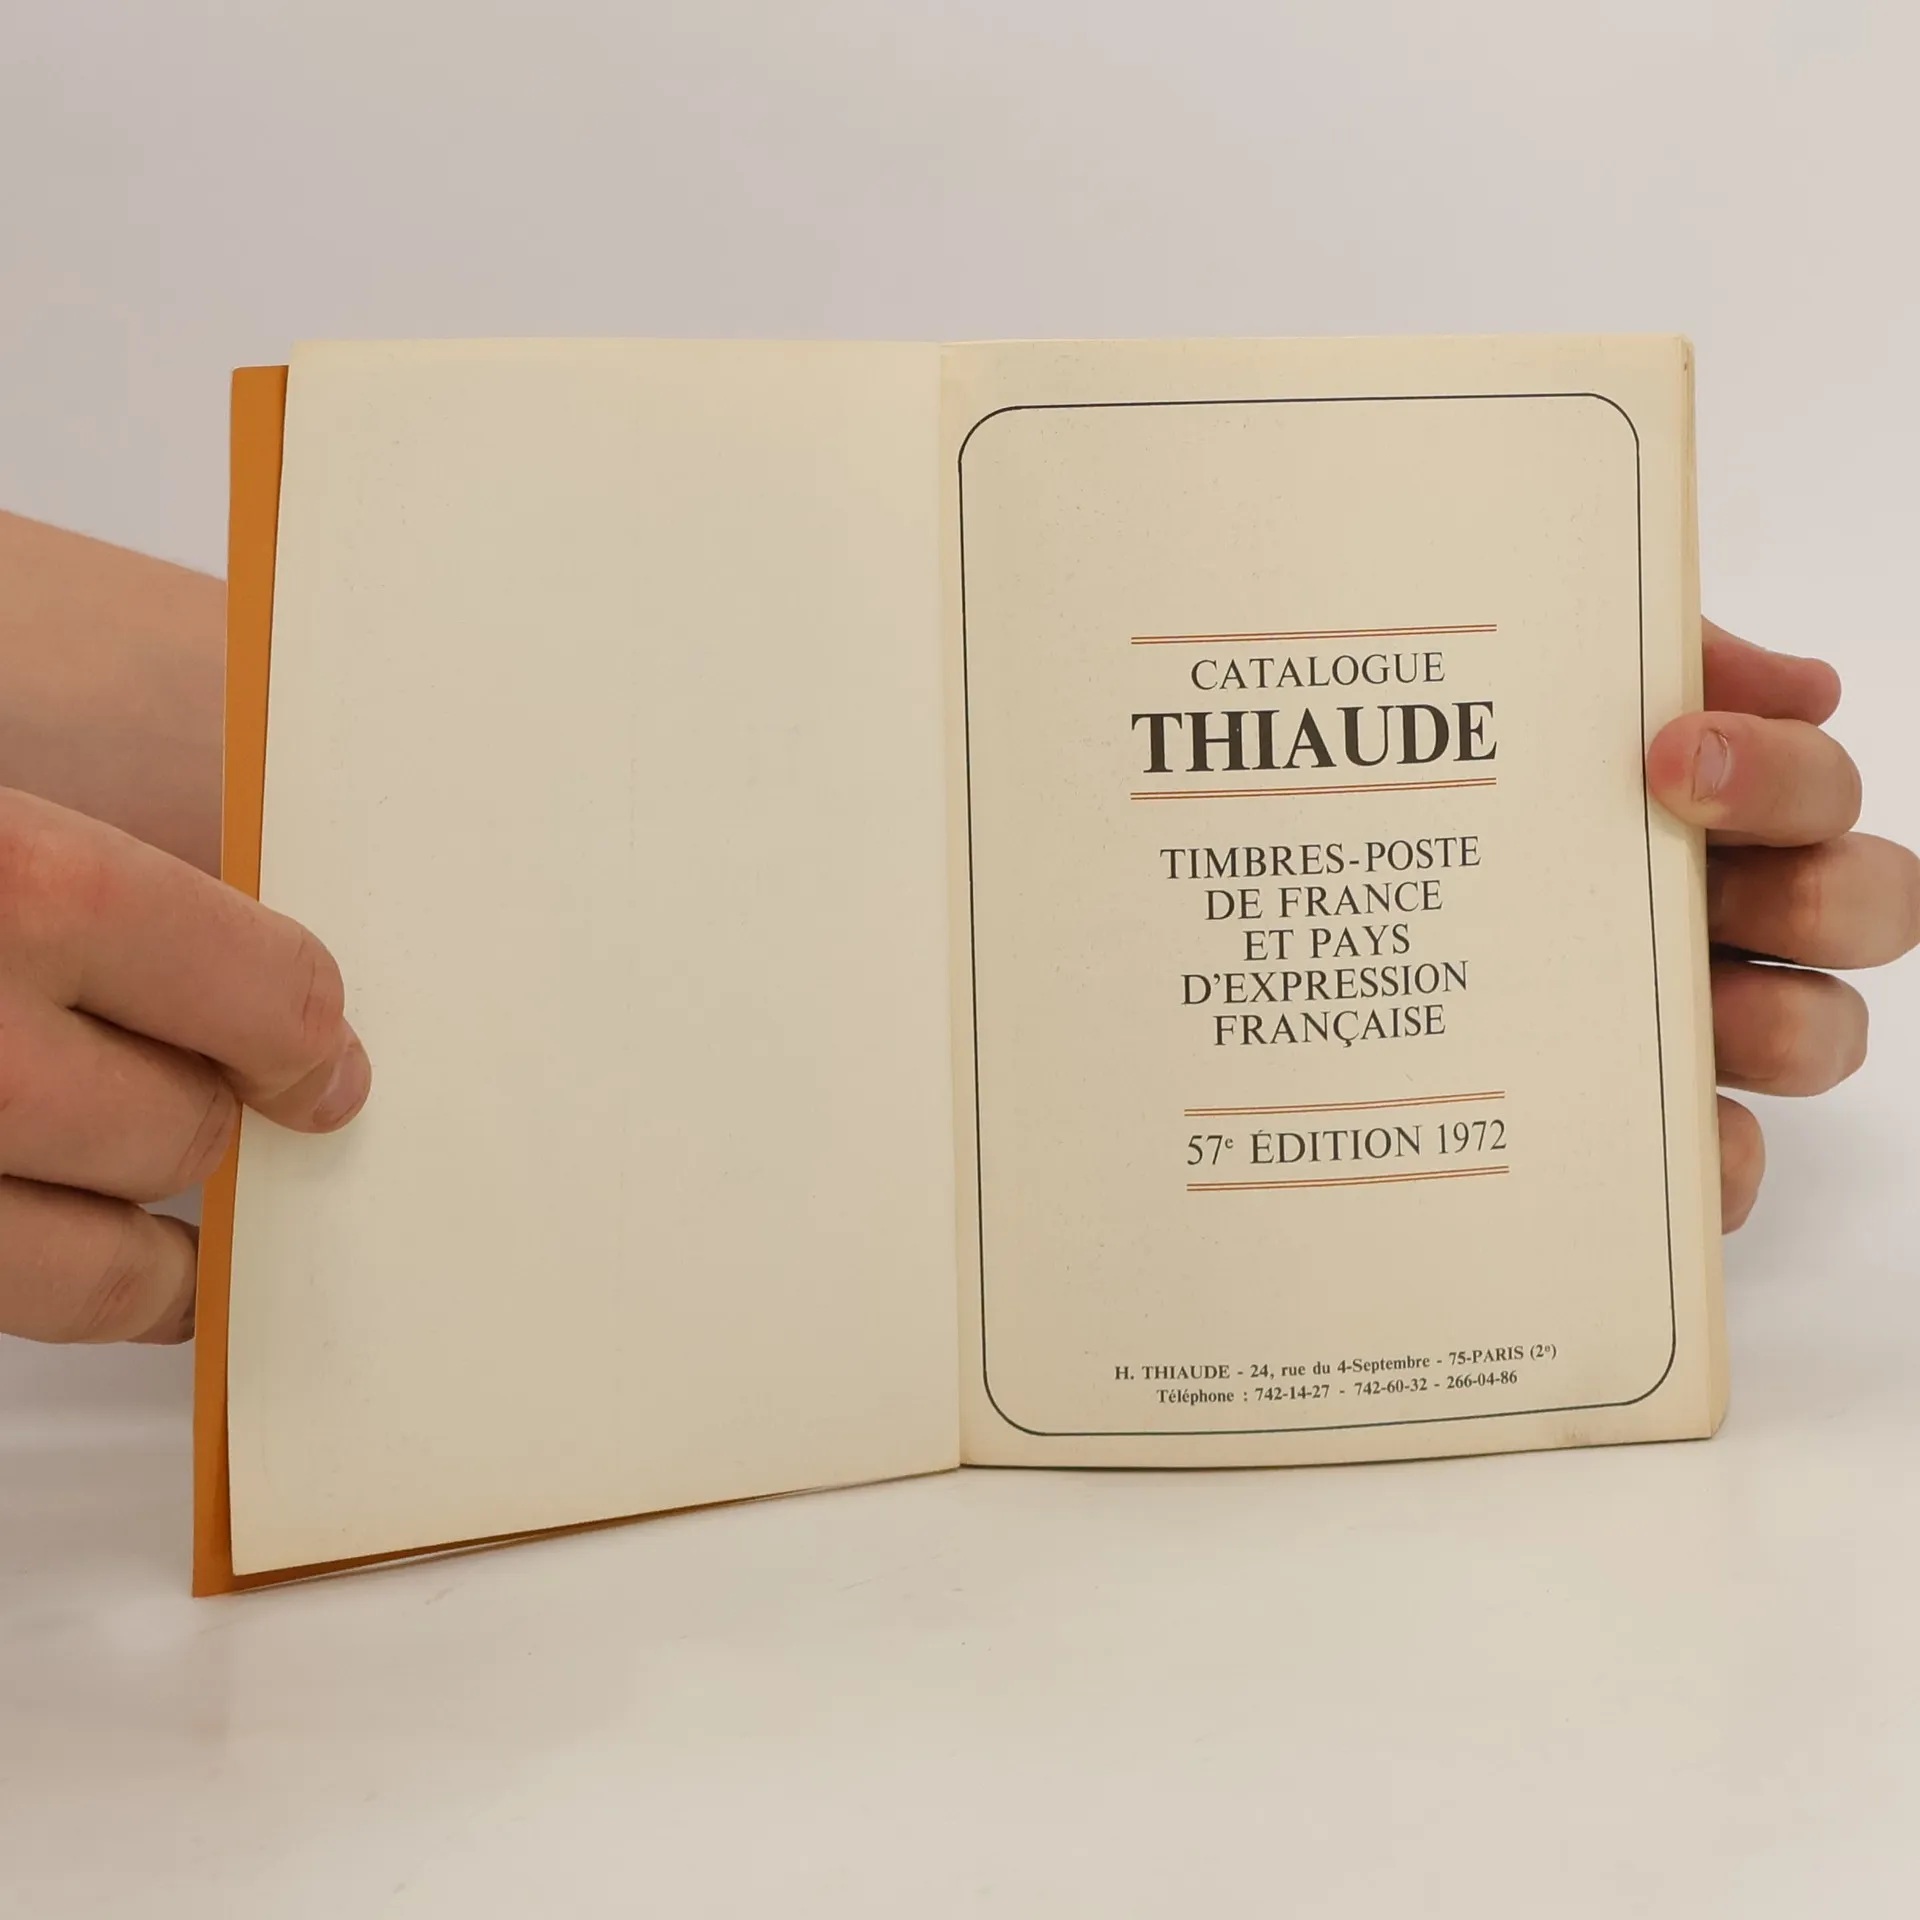 CATALOGUE
THIAUDE
TIMBRES-POSTE
DE FRANCE
ET PAYS
D'EXPRESSION
FRANÇAISE
57e ÉDITION 1972
H. THIAUDE - 24, rue du 4-Septembre - 75-PARIS (2e)
Téléphone : 742-14-27 - 742-60-32 - 266-04-86